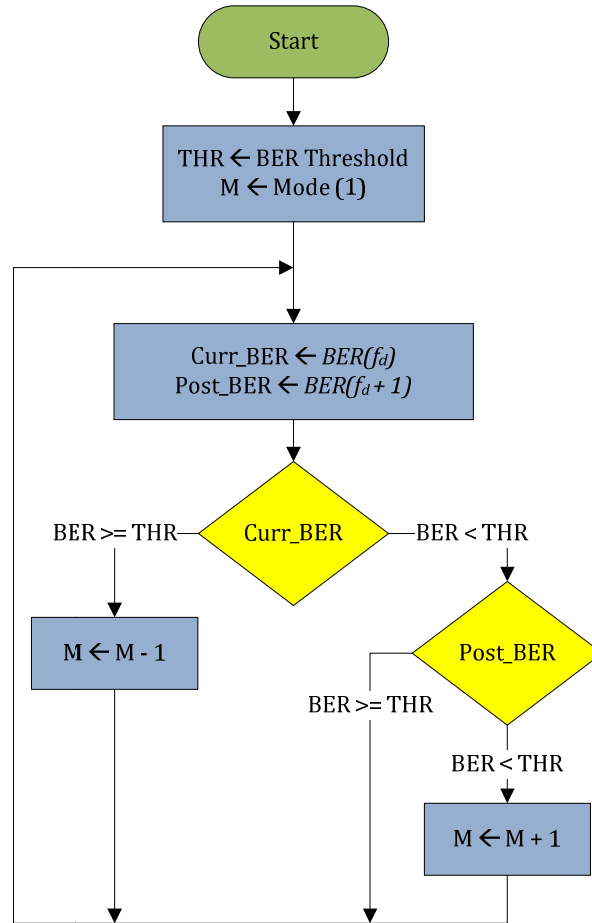 Start
THR ← BER Threshold
M ← Mode (1)
Curr_BER ← BER(fd)
Post_BER ← BER(fd + 1)
BER >= THR
Curr_BER
BER < THR
M ← M - 1
Post_BER
BER >= THR
BER < THR
M ← M + 1